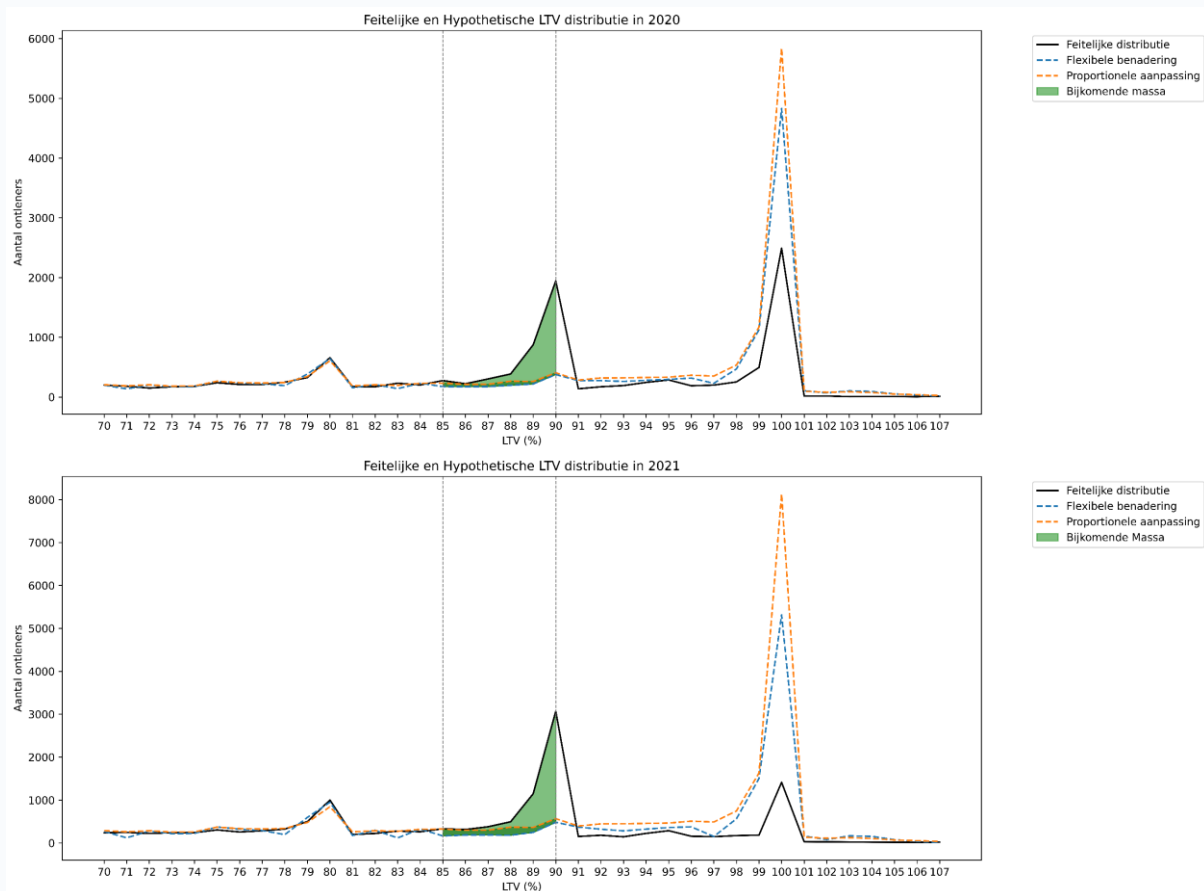 Feitelijke en Hypothetische LTV distributie in 2020
Feitelijke distributie
Flexibele benadering
Proportionele aanpassing
Bijkomende massa
Aantal ontleners
6000
5000
4000
3000
2000
1000
0
70 71 72 73 74 75 76 77 78 79 80 81 82 83 84 85 86 87 88 89 90 91 92 93 94 95 96 97 98 99 100 101 102 103 104 105 106 107
LTV (%)
Feitelijke en Hypothetische LTV distributie in 2021
Feitelijke distributie
Flexibele benadering
Proportionele aanpassing
Bijkomende Massa
Aantal ontleners
8000
7000
6000
5000
4000
3000
2000
1000
0
70 71 72 73 74 75 76 77 78 79 80 81 82 83 84 85 86 87 88 89 90 91 92 93 94 95 96 97 98 99 100 101 102 103 104 105 106 107
LTV (%)